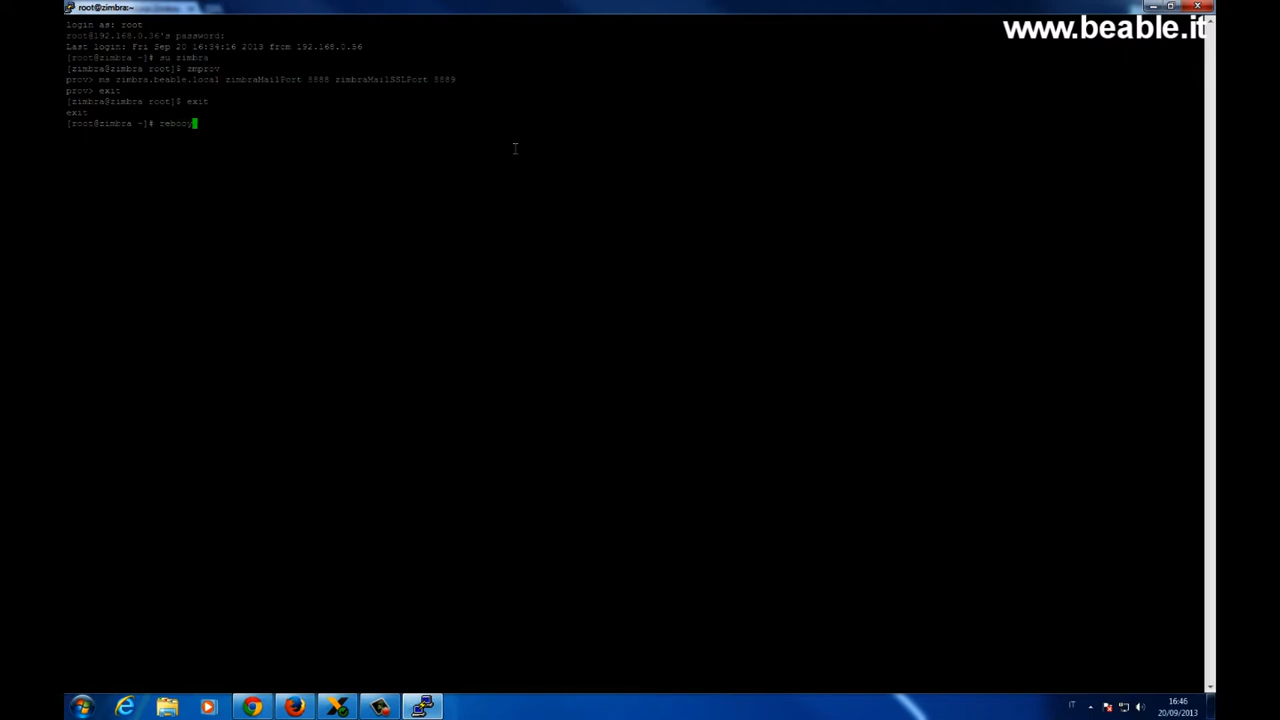 root@zimbra:~
www.beable.it
login as: root
root@192.168.0.36's password:
Last login: Fri Sep 20 16:34:16 2013 from 192.168.0.56
[root@zimbra ~]# su zimbra
[zimbra@zimbra root]$ zmprov
prov> ms zimbra.beable.local zimbraMailPort 8888 zimbraMailSSLPort 8889
prov> exit
[zimbra@zimbra root]$ exit
exit
[root@zimbra ~]# rebooy
IT
16:46
20/09/2013